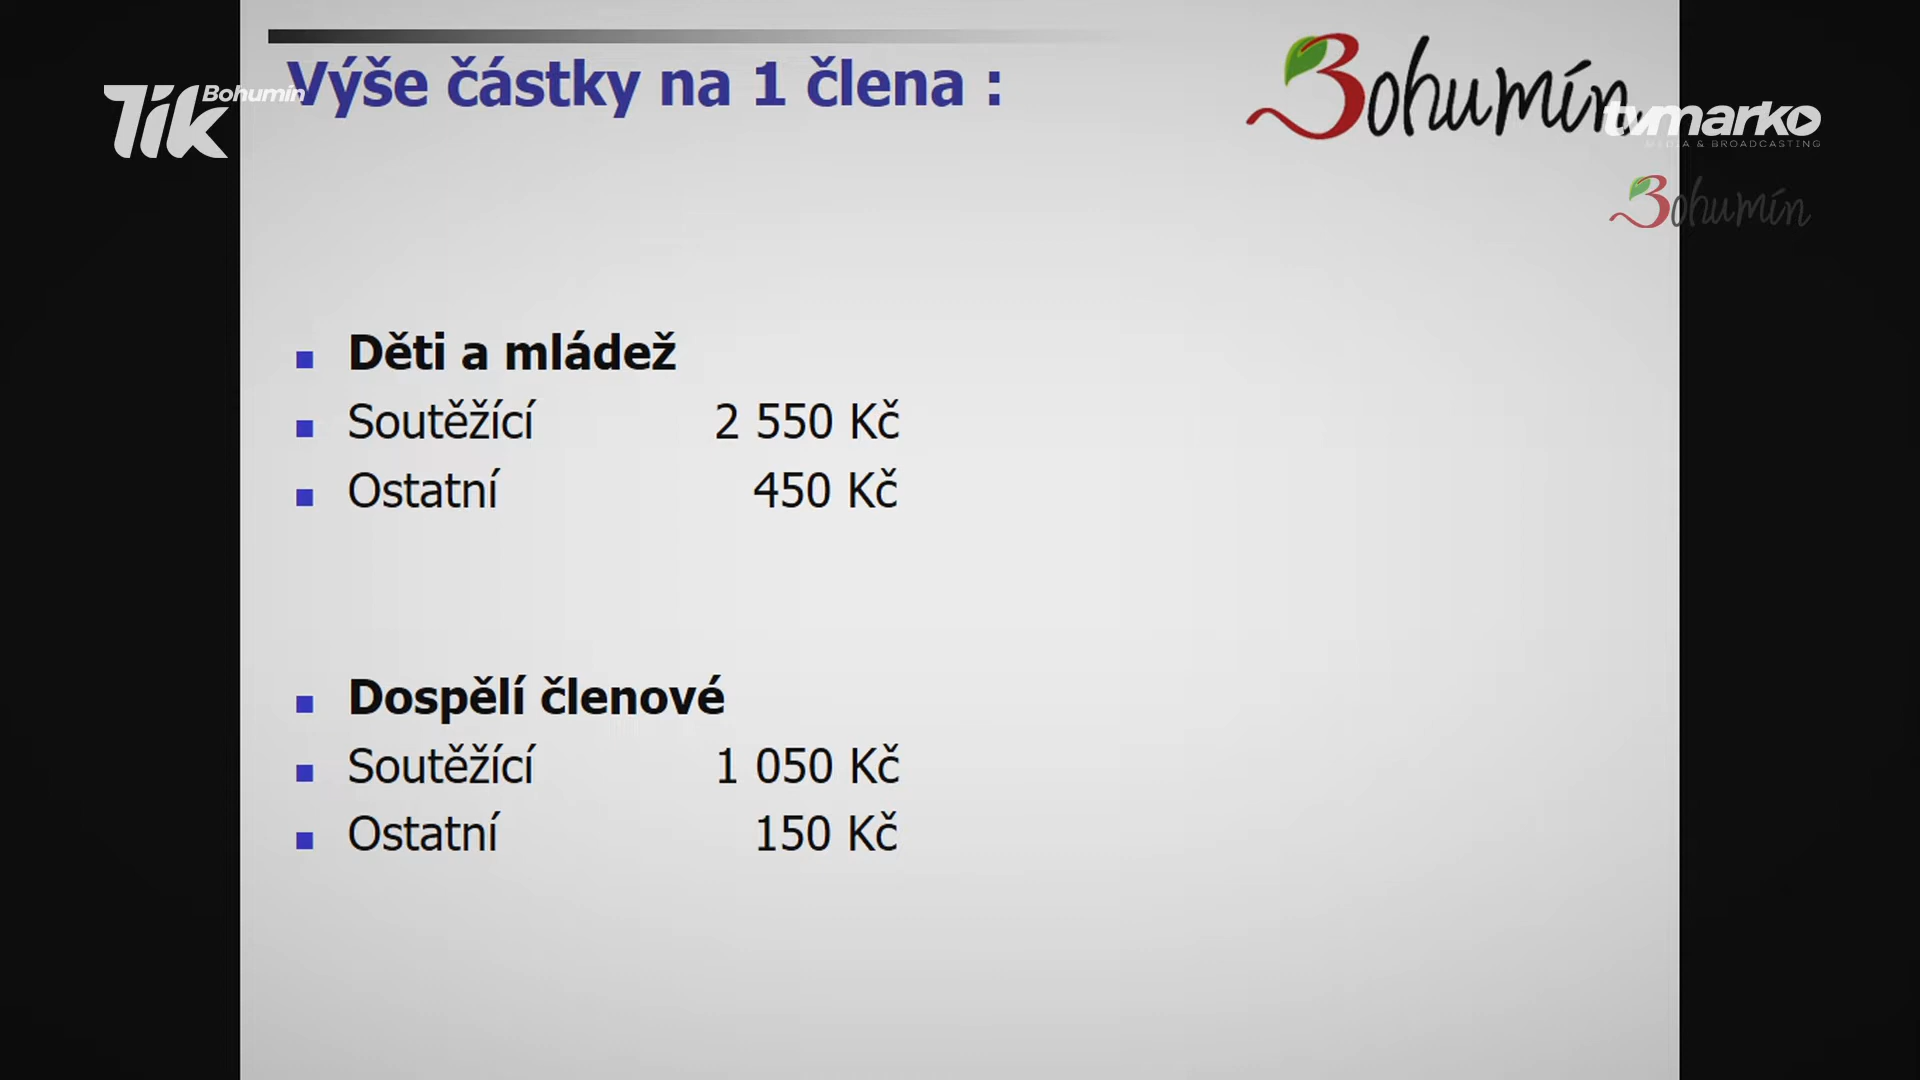 Výše částky na 1 člena :
Bohumín
Tik Bohumín
tvmarko
MEDIA & BROADCASTING
Bohumín
Děti a mládež
Soutěžící 2 550 Kč
Ostatní 450 Kč
Dospělí členové
Soutěžící 1 050 Kč
Ostatní 150 Kč